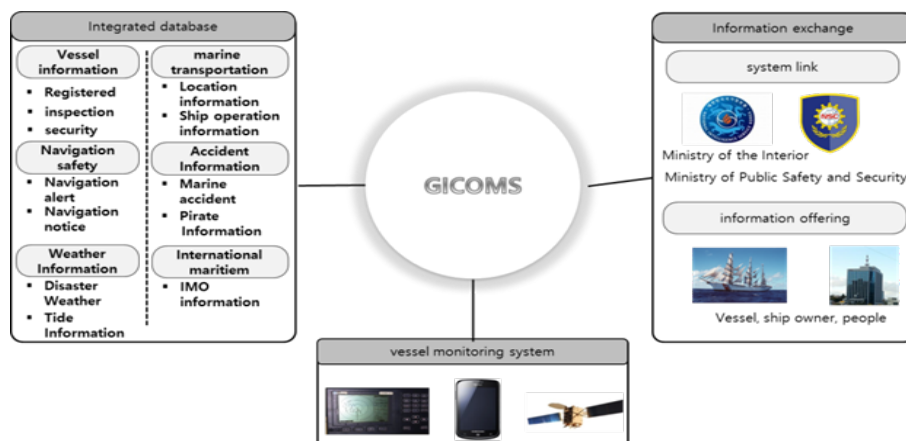 Integrated database
Vessel
information
▪ Registered
▪ inspection
▪ security
Navigation
safety
▪ Navigation
alert
▪ Navigation
notice
Weather
Information
▪ Disaster
Weather
▪ Tide
Information
marine
transportation
▪ Location
information
▪ Ship operation
information
Accident
Information
▪ Marine
accident
▪ Pirate
Information
International
maritiem
▪ IMO
information
GICOMS
Information exchange
system link
Ministry of the Interior
Ministry of Public Safety and Security
information offering
Vessel, ship owner, people
vessel monitoring system